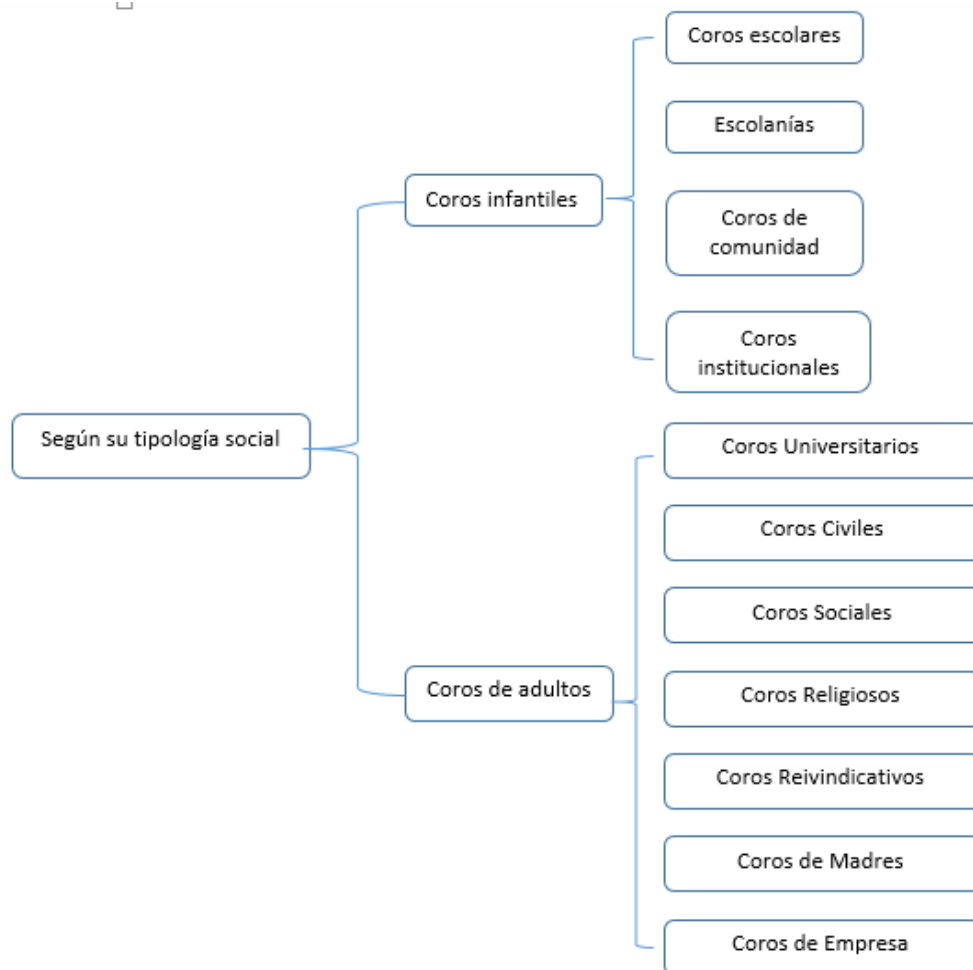 Coros escolares
Escolanías
Coros infantiles
Coros de
comunidad
Coros
institucionales
Según su tipología social
Coros Universitarios
Coros Civiles
Coros Sociales
Coros de adultos
Coros Religiosos
Coros Reivindicativos
Coros de Madres
Coros de Empresa